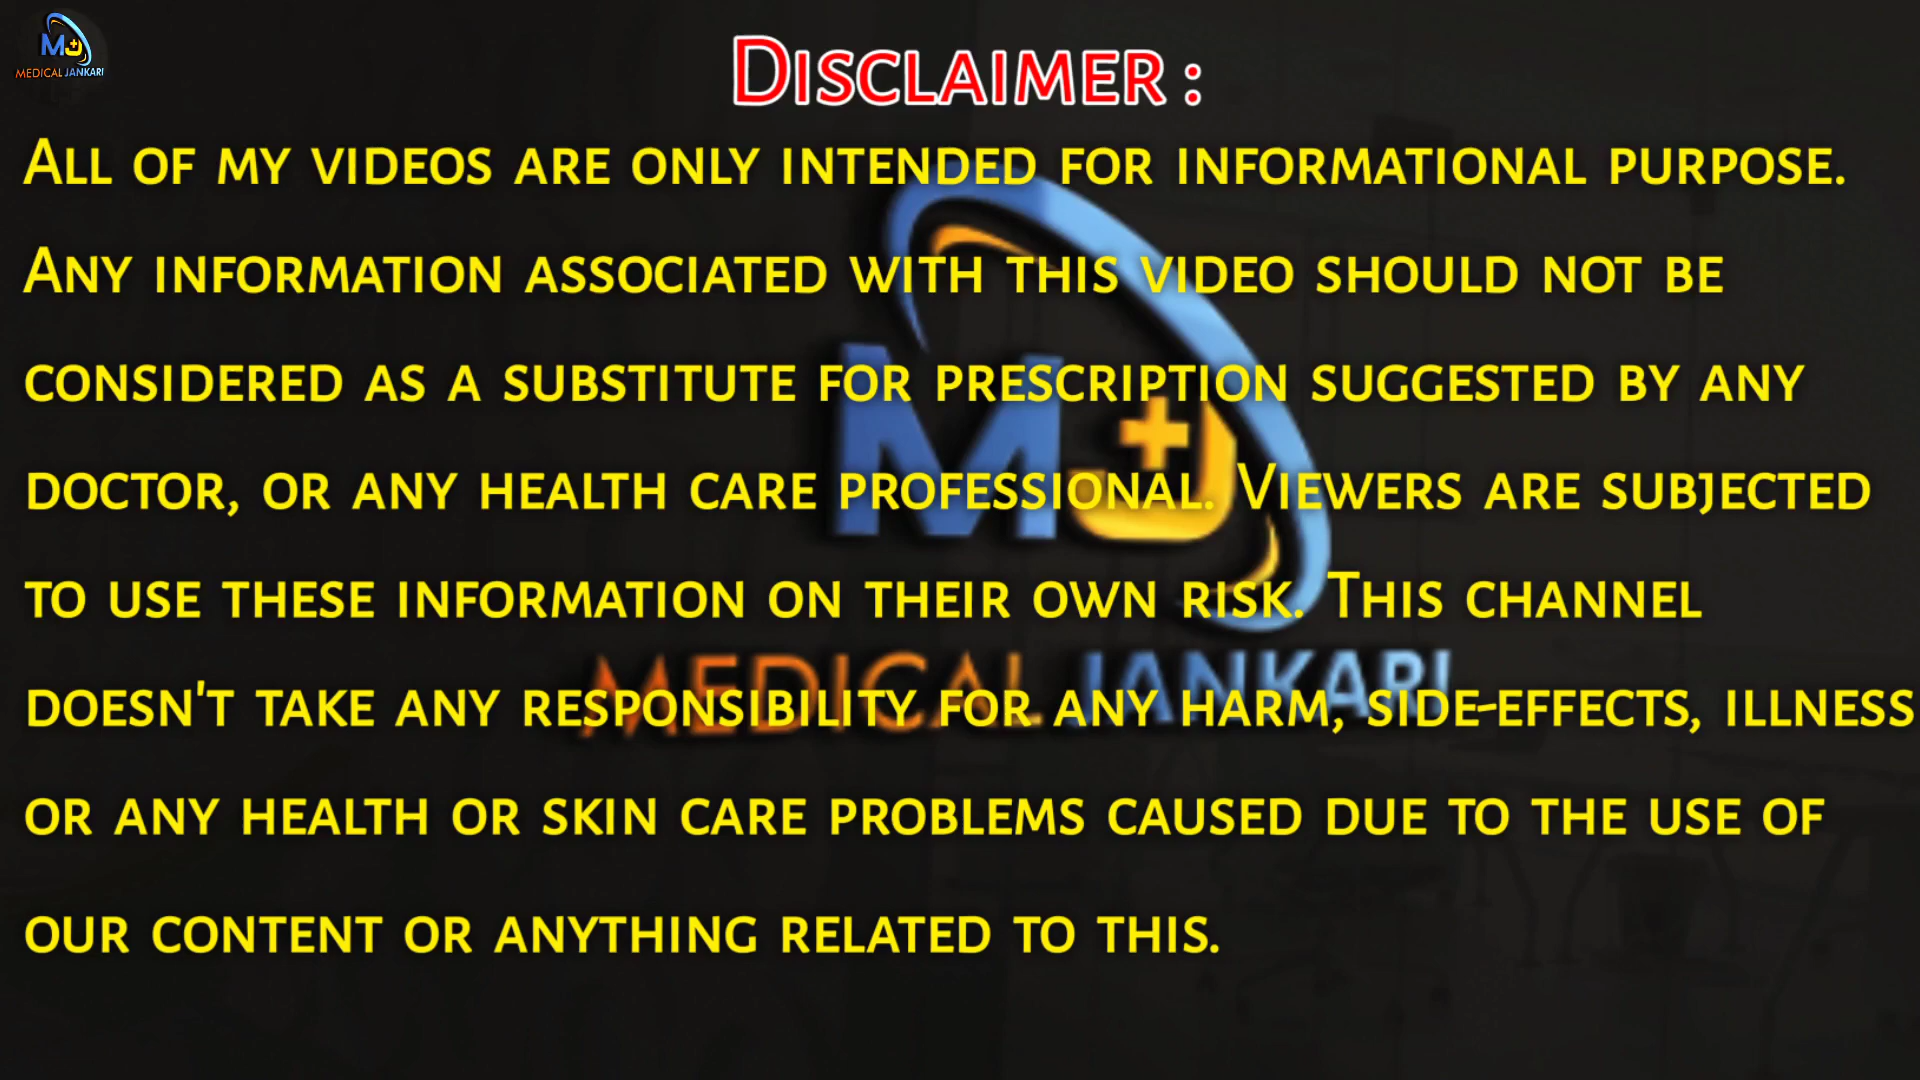 MJ
MEDICAL JANKARI
Disclaimer :
All of my videos are only intended for informational purpose.
Any information associated with this video should not be
considered as a substitute for prescription suggested by any
doctor, or any health care professional. Viewers are subjected
to use these information on their own risk. This channel
doesn't take any responsibility for any harm, side-effects, illness
or any health or skin care problems caused due to the use of
our content or anything related to this.
MJ
MEDICAL JANKARI